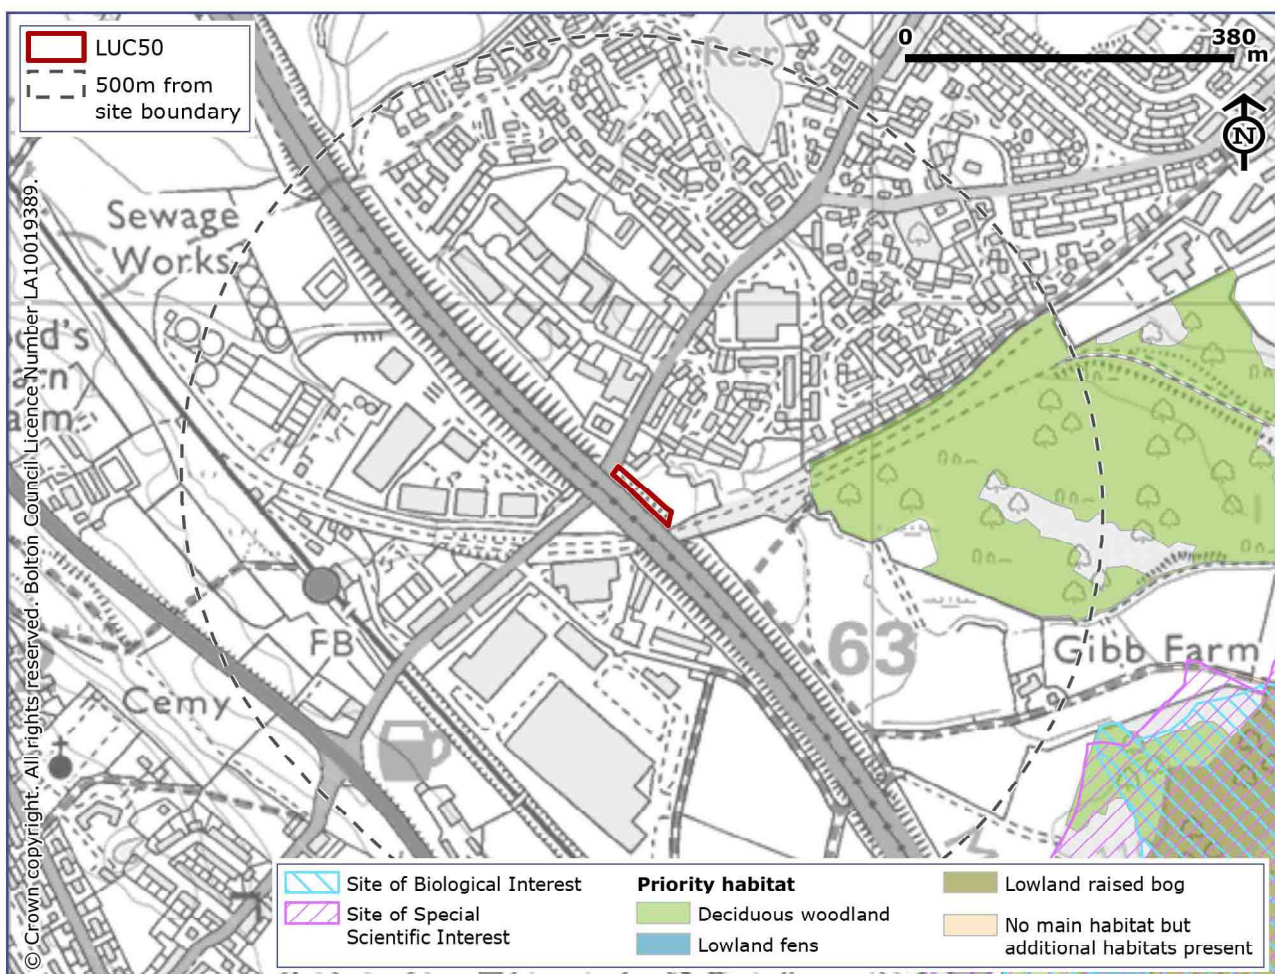 LUC50
500m from
site boundary
0 380
m
N
Resr
Sewage
Works
FB
Cemy
63
Gibb Farm
© Crown copyright. All rights reserved. Bolton Council Licence Number LA10019389.
Site of Biological Interest
Site of Special
Scientific Interest
Priority habitat
Deciduous woodland
Lowland fens
Lowland raised bog
No main habitat but
additional habitats present